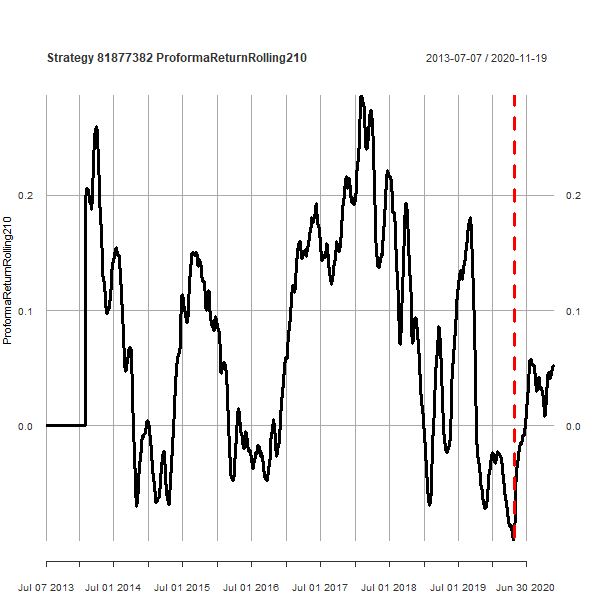 Strategy 81877382 ProformaReturnRolling210
2013-07-07 / 2020-11-19
ProformaReturnRolling210
0.2
0.2
0.1
0.1
0.0
0.0
Jul 07 2013
Jul 01 2014
Jul 01 2015
Jul 01 2016
Jul 01 2017
Jul 01 2018
Jul 01 2019
Jun 30 2020